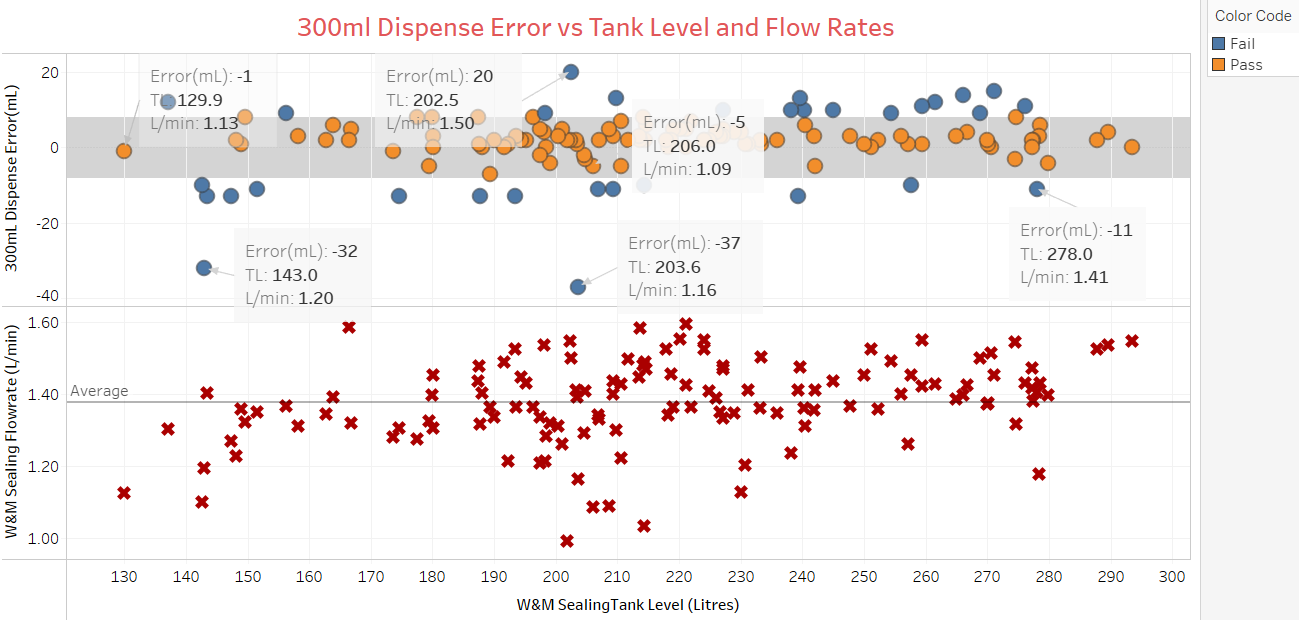 300ml Dispense Error vs Tank Level and Flow Rates
Color Code
Fail
Pass
300mL Dispense Error(mL)
20
0
-20
-40
Error(mL): -1
TL: 129.9
L/min: 1.13
Error(mL): 20
TL: 202.5
L/min: 1.50
Error(mL): -5
TL: 206.0
L/min: 1.09
Error(mL): -32
TL: 143.0
L/min: 1.20
Error(mL): -37
TL: 203.6
L/min: 1.16
Error(mL): -11
TL: 278.0
L/min: 1.41
W&M Sealing Flowrate (L/min)
1.60
1.40
1.20
1.00
Average
130 140 150 160 170 180 190 200 210 220 230 240 250 260 270 280 290 300
W&M SealingTank Level (Litres)